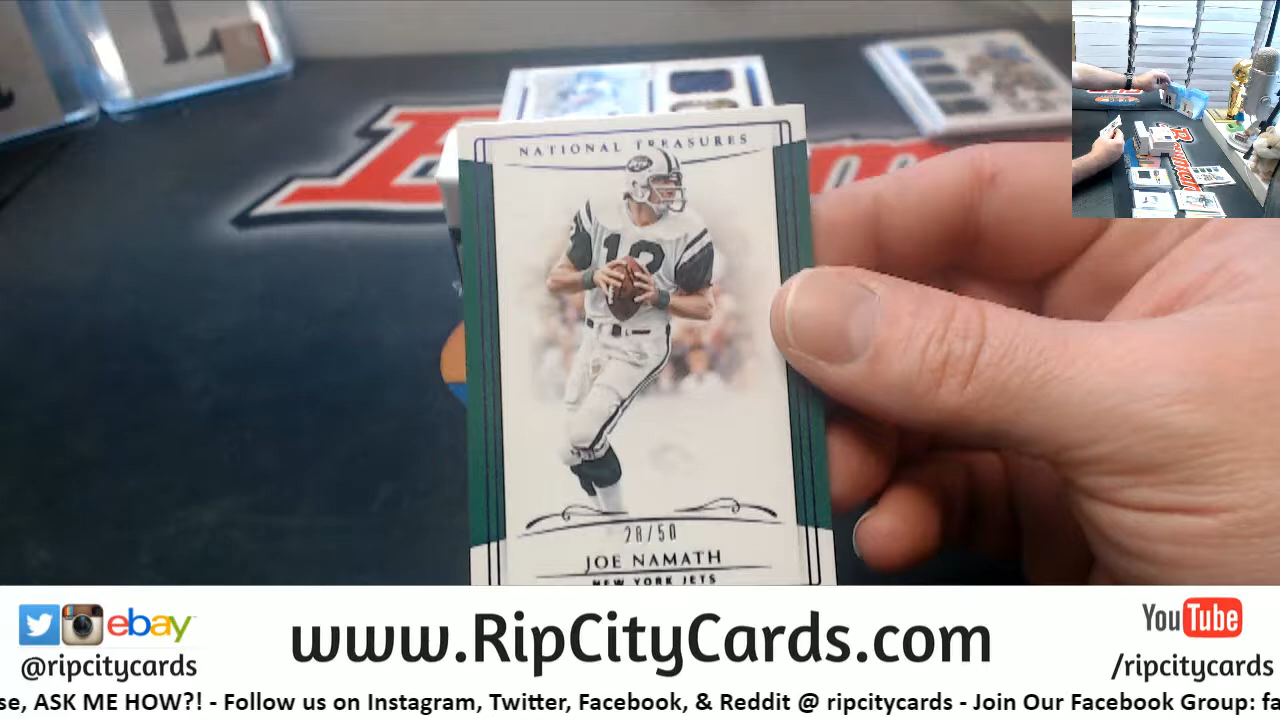 NATIONAL TREASURES
12
28/50
JOE NAMATH
NEW YORK JETS
ebay
@ripcitycards
www.RipCityCards.com
YouTube
/ripcitycards
se, ASK ME HOW?! - Follow us on Instagram, Twitter, Facebook, & Reddit @ ripcitycards - Join Our Facebook Group: fa